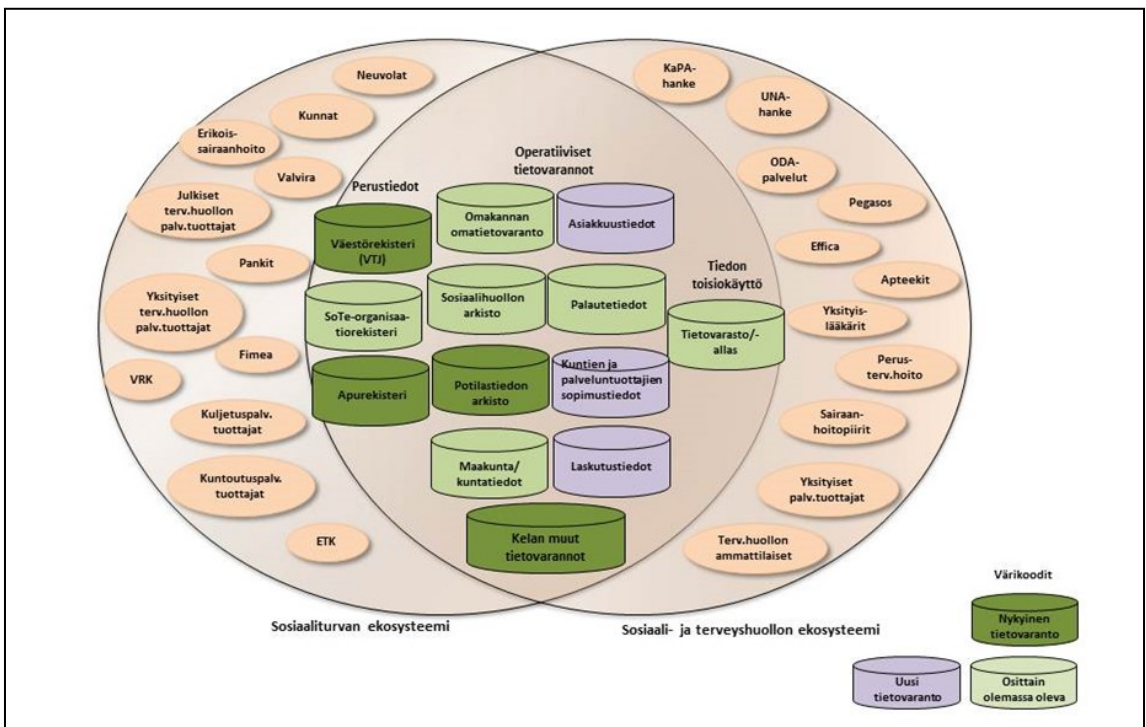 Neuvolat
Kunnat
Erikois-
sairaanhoito
Valvira
Julkiset
terv.huollon
palv.tuottajat
Pankit
Yksityiset
terv.huollon
palv.tuottajat
Fimea
VRK
Kuljetuspalv.
tuottajat
Kuntoutuspalv.
tuottajat
ETK
Perustiedot
Väestörekisteri
(VTJ)
SoTe-organisaa-
tiorekisteri
Apurekisteri
Operatiiviset
tietovarannot
Omakannan
omatietovaranto
Asiakkuustiedot
Sosiaalihuollon
arkisto
Palautetiedot
Potilastiedon
arkisto
Kuntien ja
palveluntuottajien
sopimustiedot
Maakunta/
kuntatiedot
Laskutustiedot
Kelan muut
tietovarannot
Tiedon
toisiokäyttö
Tietovarasto/-
allas
KaPA-
hanke
UNA-
hanke
ODA-
palvelut
Pegasos
Effica
Apteekit
Yksityis-
lääkärit
Perus-
terv.hoito
Sairaan-
hoitopiirit
Yksityiset
palv.tuottajat
Terv.huollon
ammattilaiset
Sosiaaliturvan ekosysteemi
Sosiaali- ja terveyshuollon ekosysteemi
Värikoodit
Nykyinen
tietovaranto
Uusi
tietovaranto
Osittain
olemassa oleva